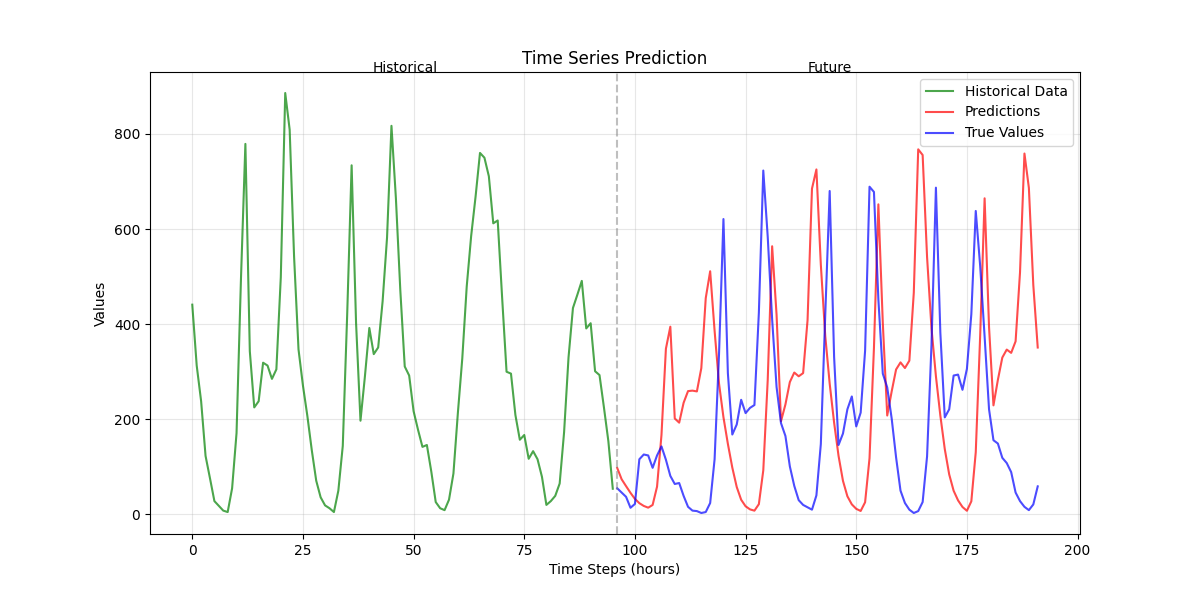 Time Series Prediction
Historical
Future
Historical Data
Predictions
True Values
Values
800
600
400
200
0
0 25 50 75 100 125 150 175 200
Time Steps (hours)